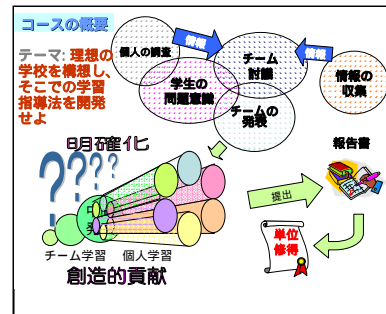 コースの概要
テーマ: 理想の
学校を構想し、
そこでの学習
指導法を開発
せよ
個人の調査
情報
チーム
討議
情報
情報の
収集
学生の
問題意識
チームの
発表
明確化
報告書
提出
単位
修得
チーム学習
個人学習
創造的貢献